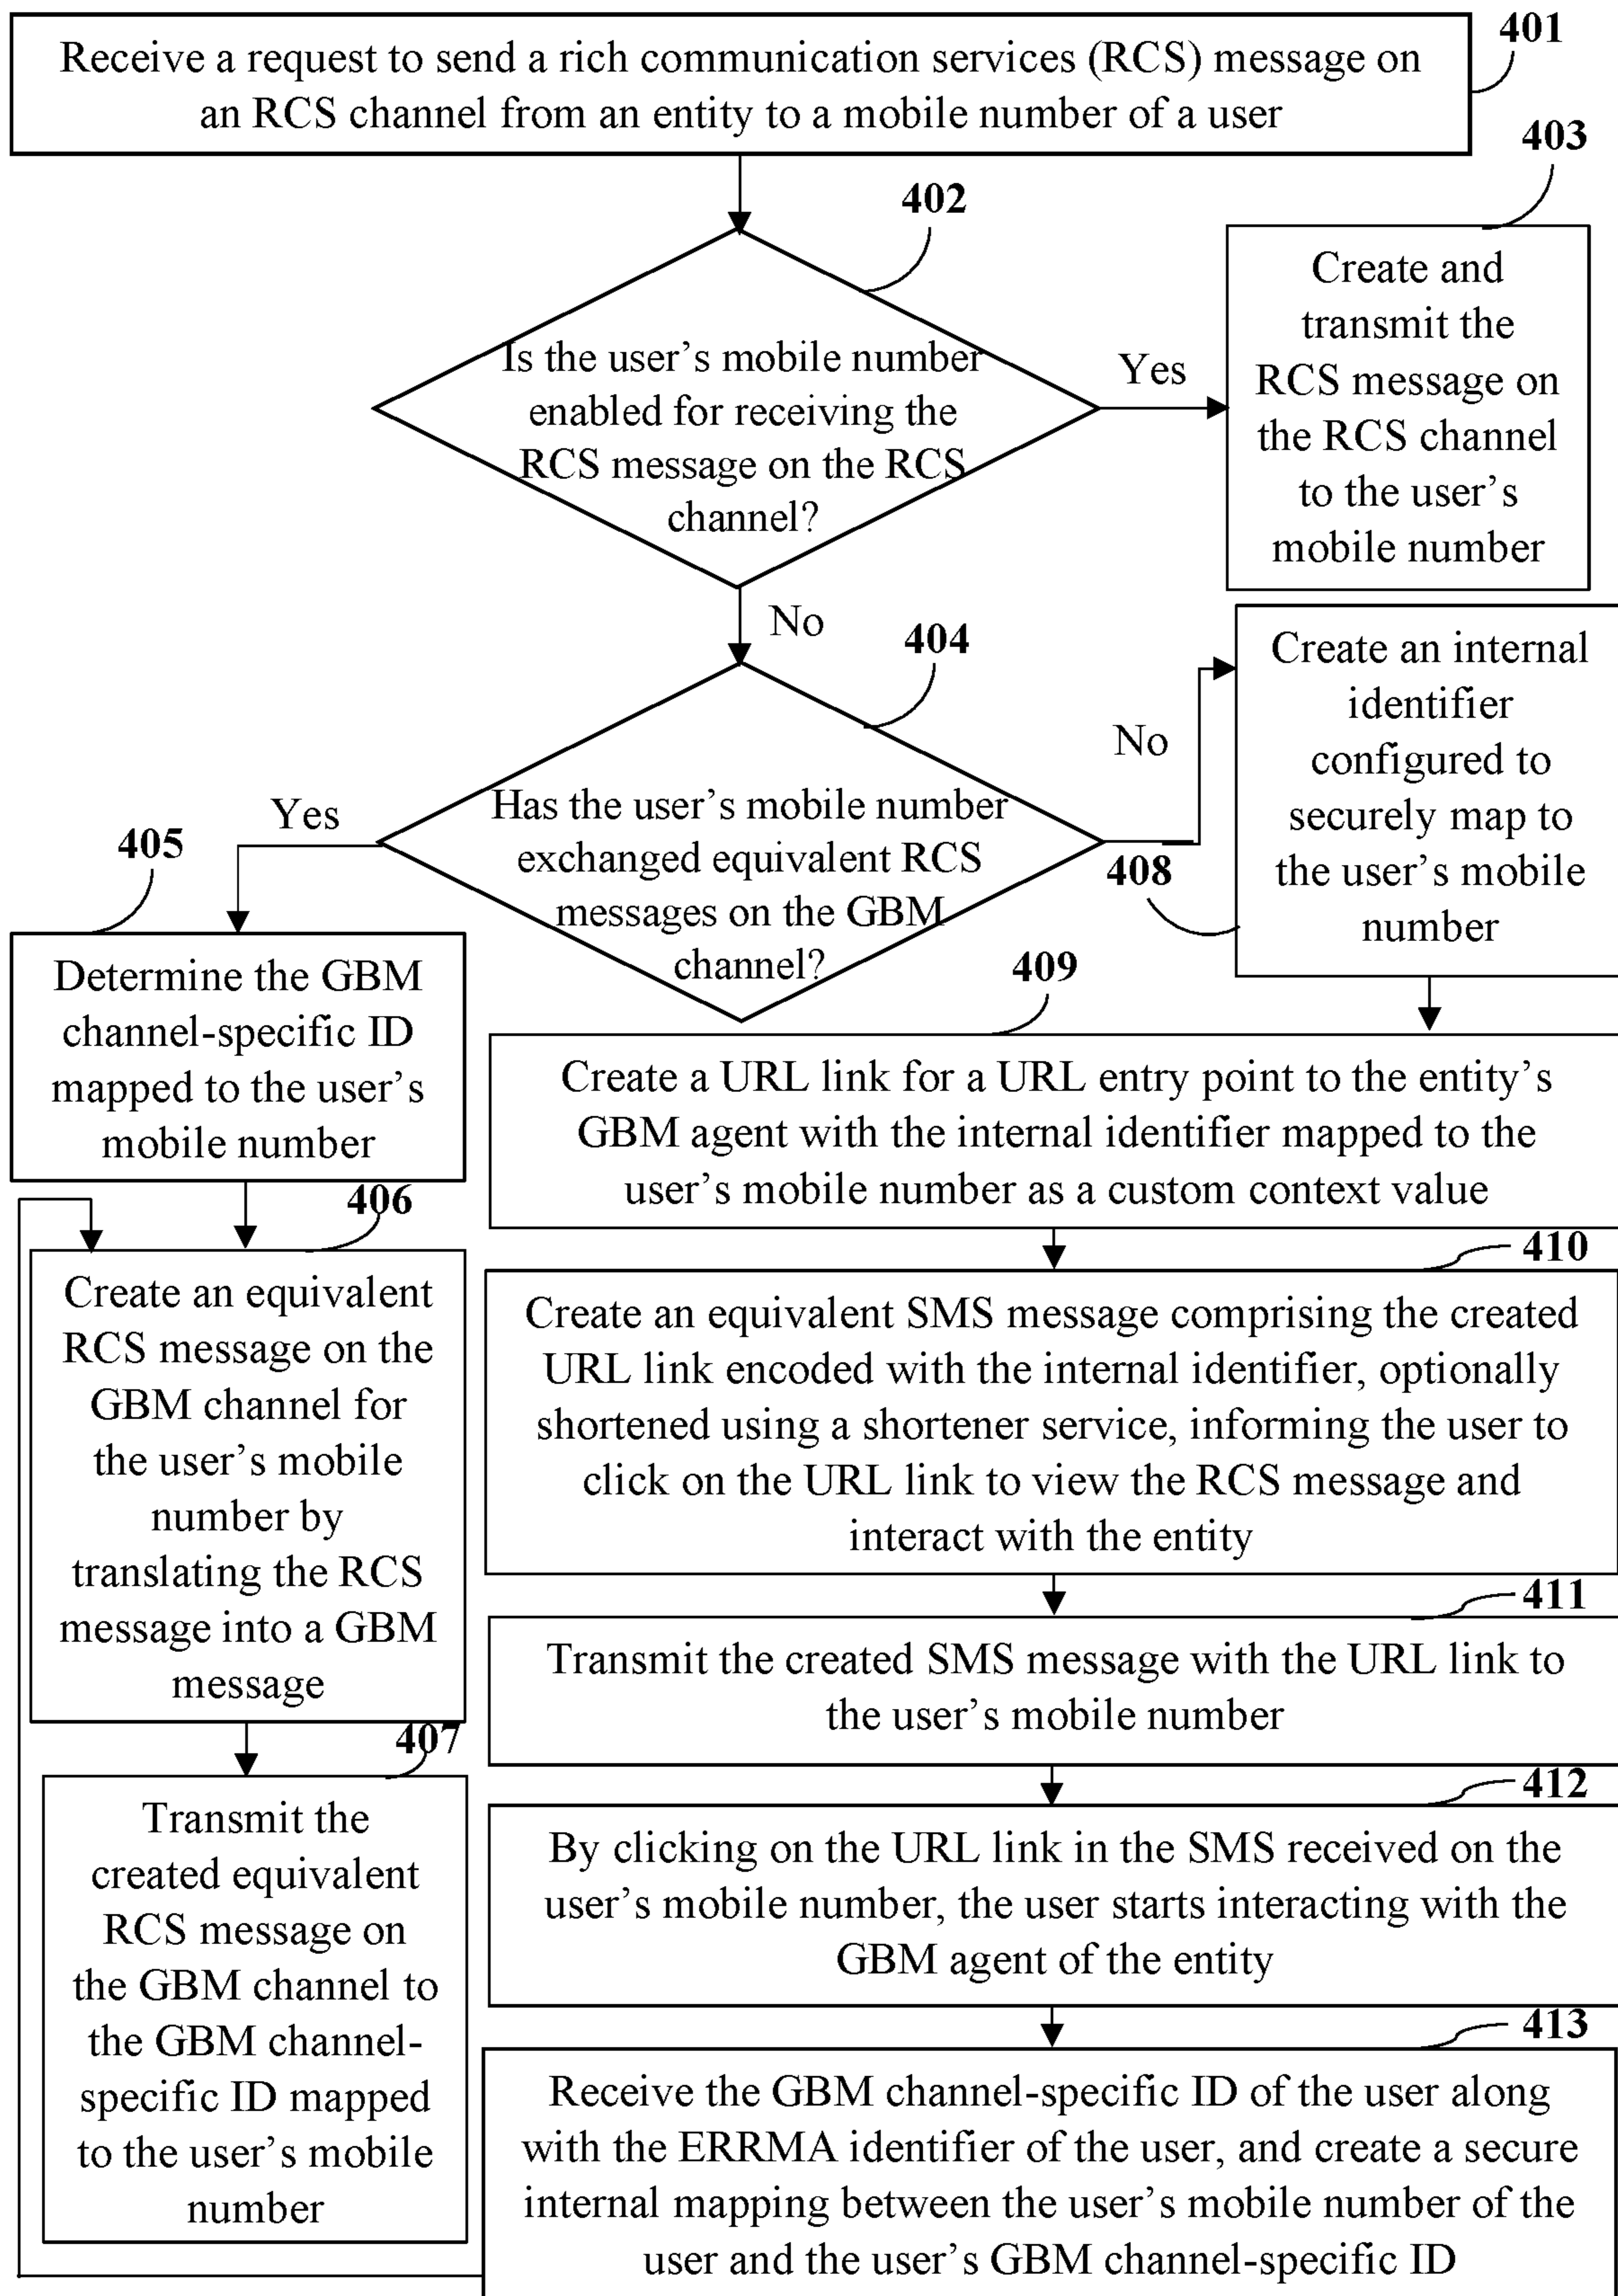 401
Receive a request to send a rich communication services (RCS) message on
an RCS channel from an entity to a mobile number of a user
402
Is the user's mobile number
enabled for receiving the
RCS message on the RCS
channel?
Yes
403
Create and
transmit the
RCS message on
the RCS channel
to the user's
mobile number
No
404
Has the user's mobile number
exchanged equivalent RCS
messages on the GBM
channel?
Yes
405
Determine the GBM
channel-specific ID
mapped to the user's
mobile number
406
Create an equivalent
RCS message on the
GBM channel for
the user's mobile
number by
translating the RCS
message into a GBM
message
407
Transmit the
created equivalent
RCS message on
the GBM channel to
the GBM channel-
specific ID mapped
to the user's mobile
number
No
408
Create an internal
identifier
configured to
securely map to
the user's mobile
number
409
Create a URL link for a URL entry point to the entity's
GBM agent with the internal identifier mapped to the
user's mobile number as a custom context value
410
Create an equivalent SMS message comprising the created
URL link encoded with the internal identifier, optionally
shortened using a shortener service, informing the user to
click on the URL link to view the RCS message and
interact with the entity
411
Transmit the created SMS message with the URL link to
the user's mobile number
412
By clicking on the URL link in the SMS received on the
user's mobile number, the user starts interacting with the
GBM agent of the entity
413
Receive the GBM channel-specific ID of the user along
with the ERRMA identifier of the user, and create a secure
internal mapping between the user's mobile number of the
user and the user's GBM channel-specific ID